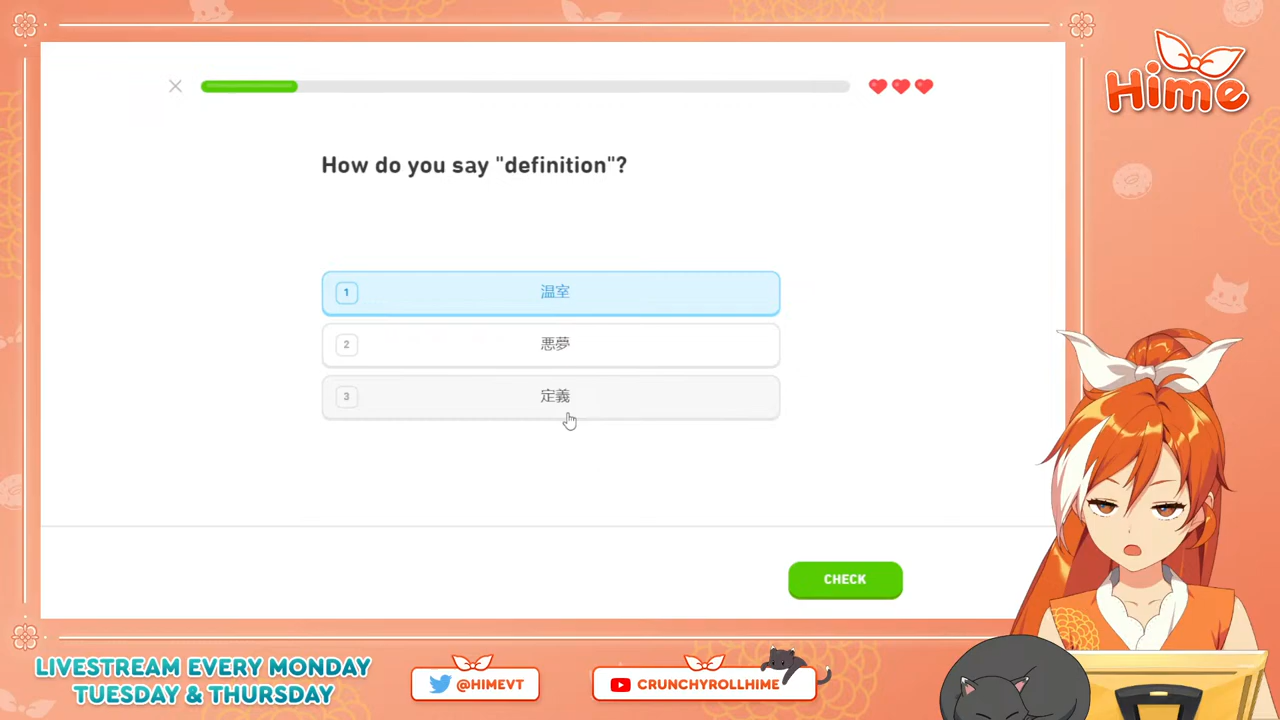 Hime
How do you say "definition"?
1 温室
2 悪夢
3 定義
CHECK
LIVESTREAM EVERY MONDAY
TUESDAY & THURSDAY
@HIMEVT
CRUNCHYROLLHIME